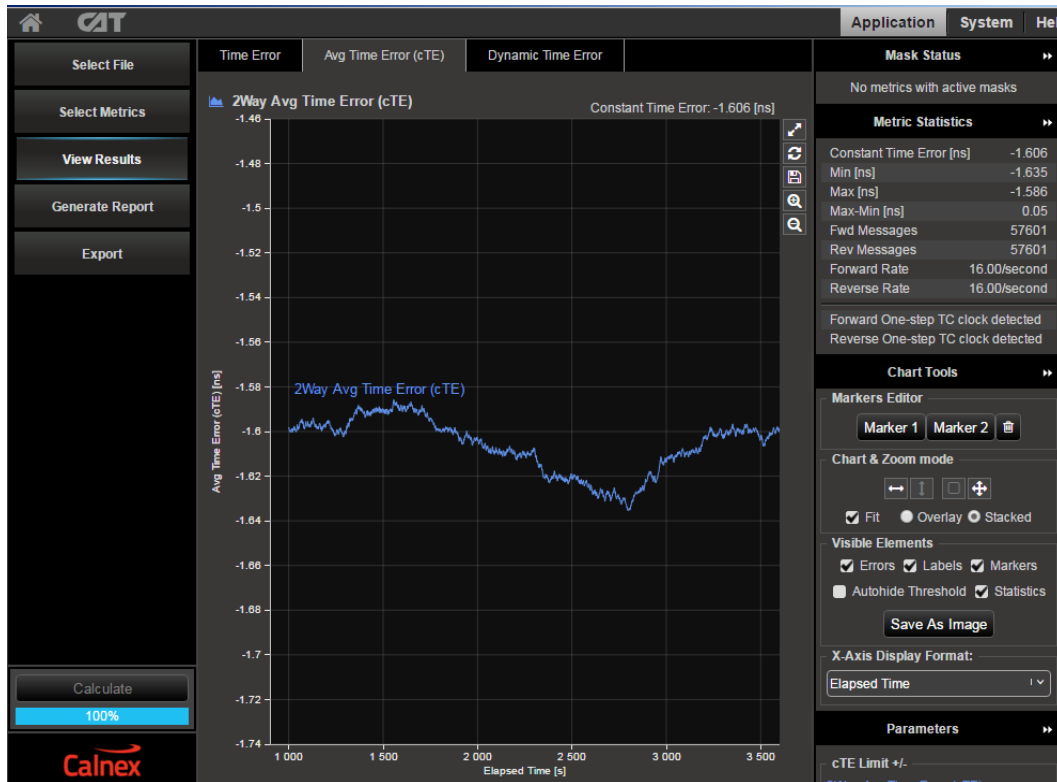 CAT
Application System Hel
Select File
Select Metrics
View Results
Generate Report
Export
Calculate
100%
Calnex
Time Error Avg Time Error (cTE) Dynamic Time Error
2Way Avg Time Error (cTE)
Constant Time Error: -1.606 [ns]
-1.46
-1.48
-1.5
-1.52
-1.54
-1.56
-1.58
-1.6
-1.62
-1.64
-1.66
-1.68
-1.7
-1.72
-1.74
Avg Time Error (cTE) [ns]
2Way Avg Time Error (cTE)
1 000 1 500 2 000 2 500 3 000 3 500
Elapsed Time [s]
Mask Status
No metrics with active masks
Metric Statistics
Constant Time Error [ns] -1.606
Min [ns] -1.635
Max [ns] -1.586
Max-Min [ns] 0.05
Fwd Messages 57601
Rev Messages 57601
Forward Rate 16.00/second
Reverse Rate 16.00/second
Forward One-step TC clock detected
Reverse One-step TC clock detected
Chart Tools
Markers Editor
Marker 1 Marker 2
Chart & Zoom mode
Fit Overlay Stacked
Visible Elements
Errors Labels Markers
Autohide Threshold Statistics
Save As Image
X-Axis Display Format:
Elapsed Time
Parameters
cTE Limit +/-